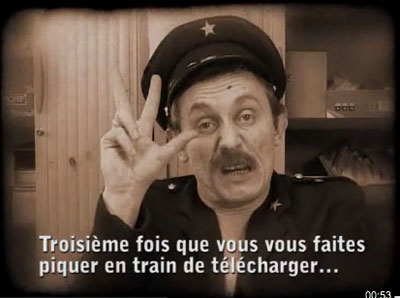 Troisième fois que vous vous faites
piquer en train de télécharger...
00:53